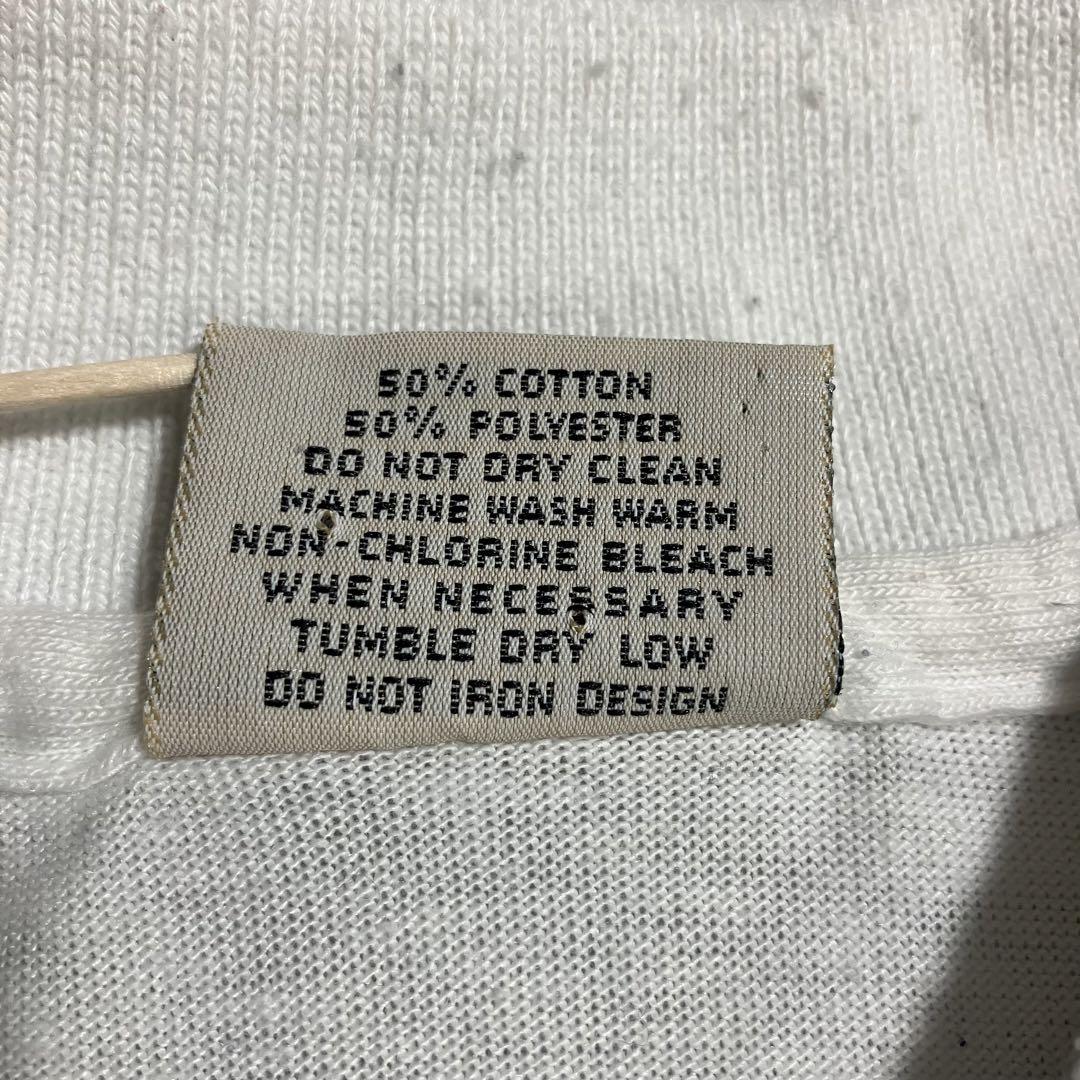 50% COTTON
50% POLYESTER
DO NOT DRY CLEAN
MACHINE WASH WARM
NON-CHLORINE BLEACH
WHEN NECESSARY
TUMBLE DRY LOW
DO NOT IRON DESIGN